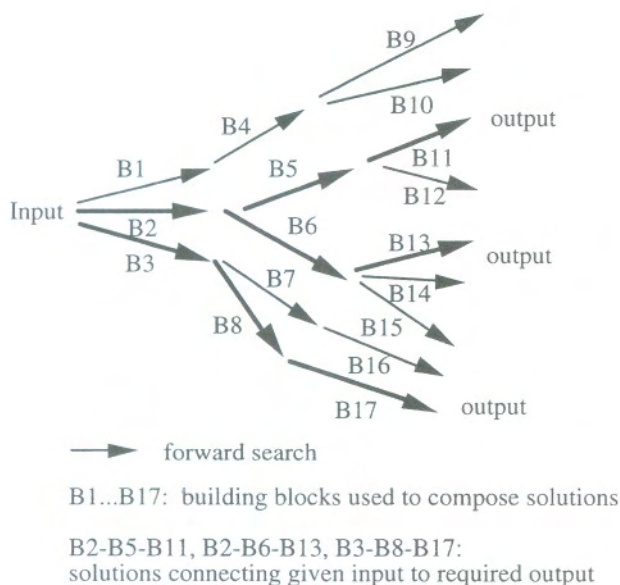 B9
B10
B4
output
B1
B5
B11
B12
Input
B2
B6
B3
B13
output
B7
B14
B8
B15
B16
B17
output
forward search
B1...B17: building blocks used to compose solutions
B2-B5-B11, B2-B6-B13, B3-B8-B17:
solutions connecting given input to required output